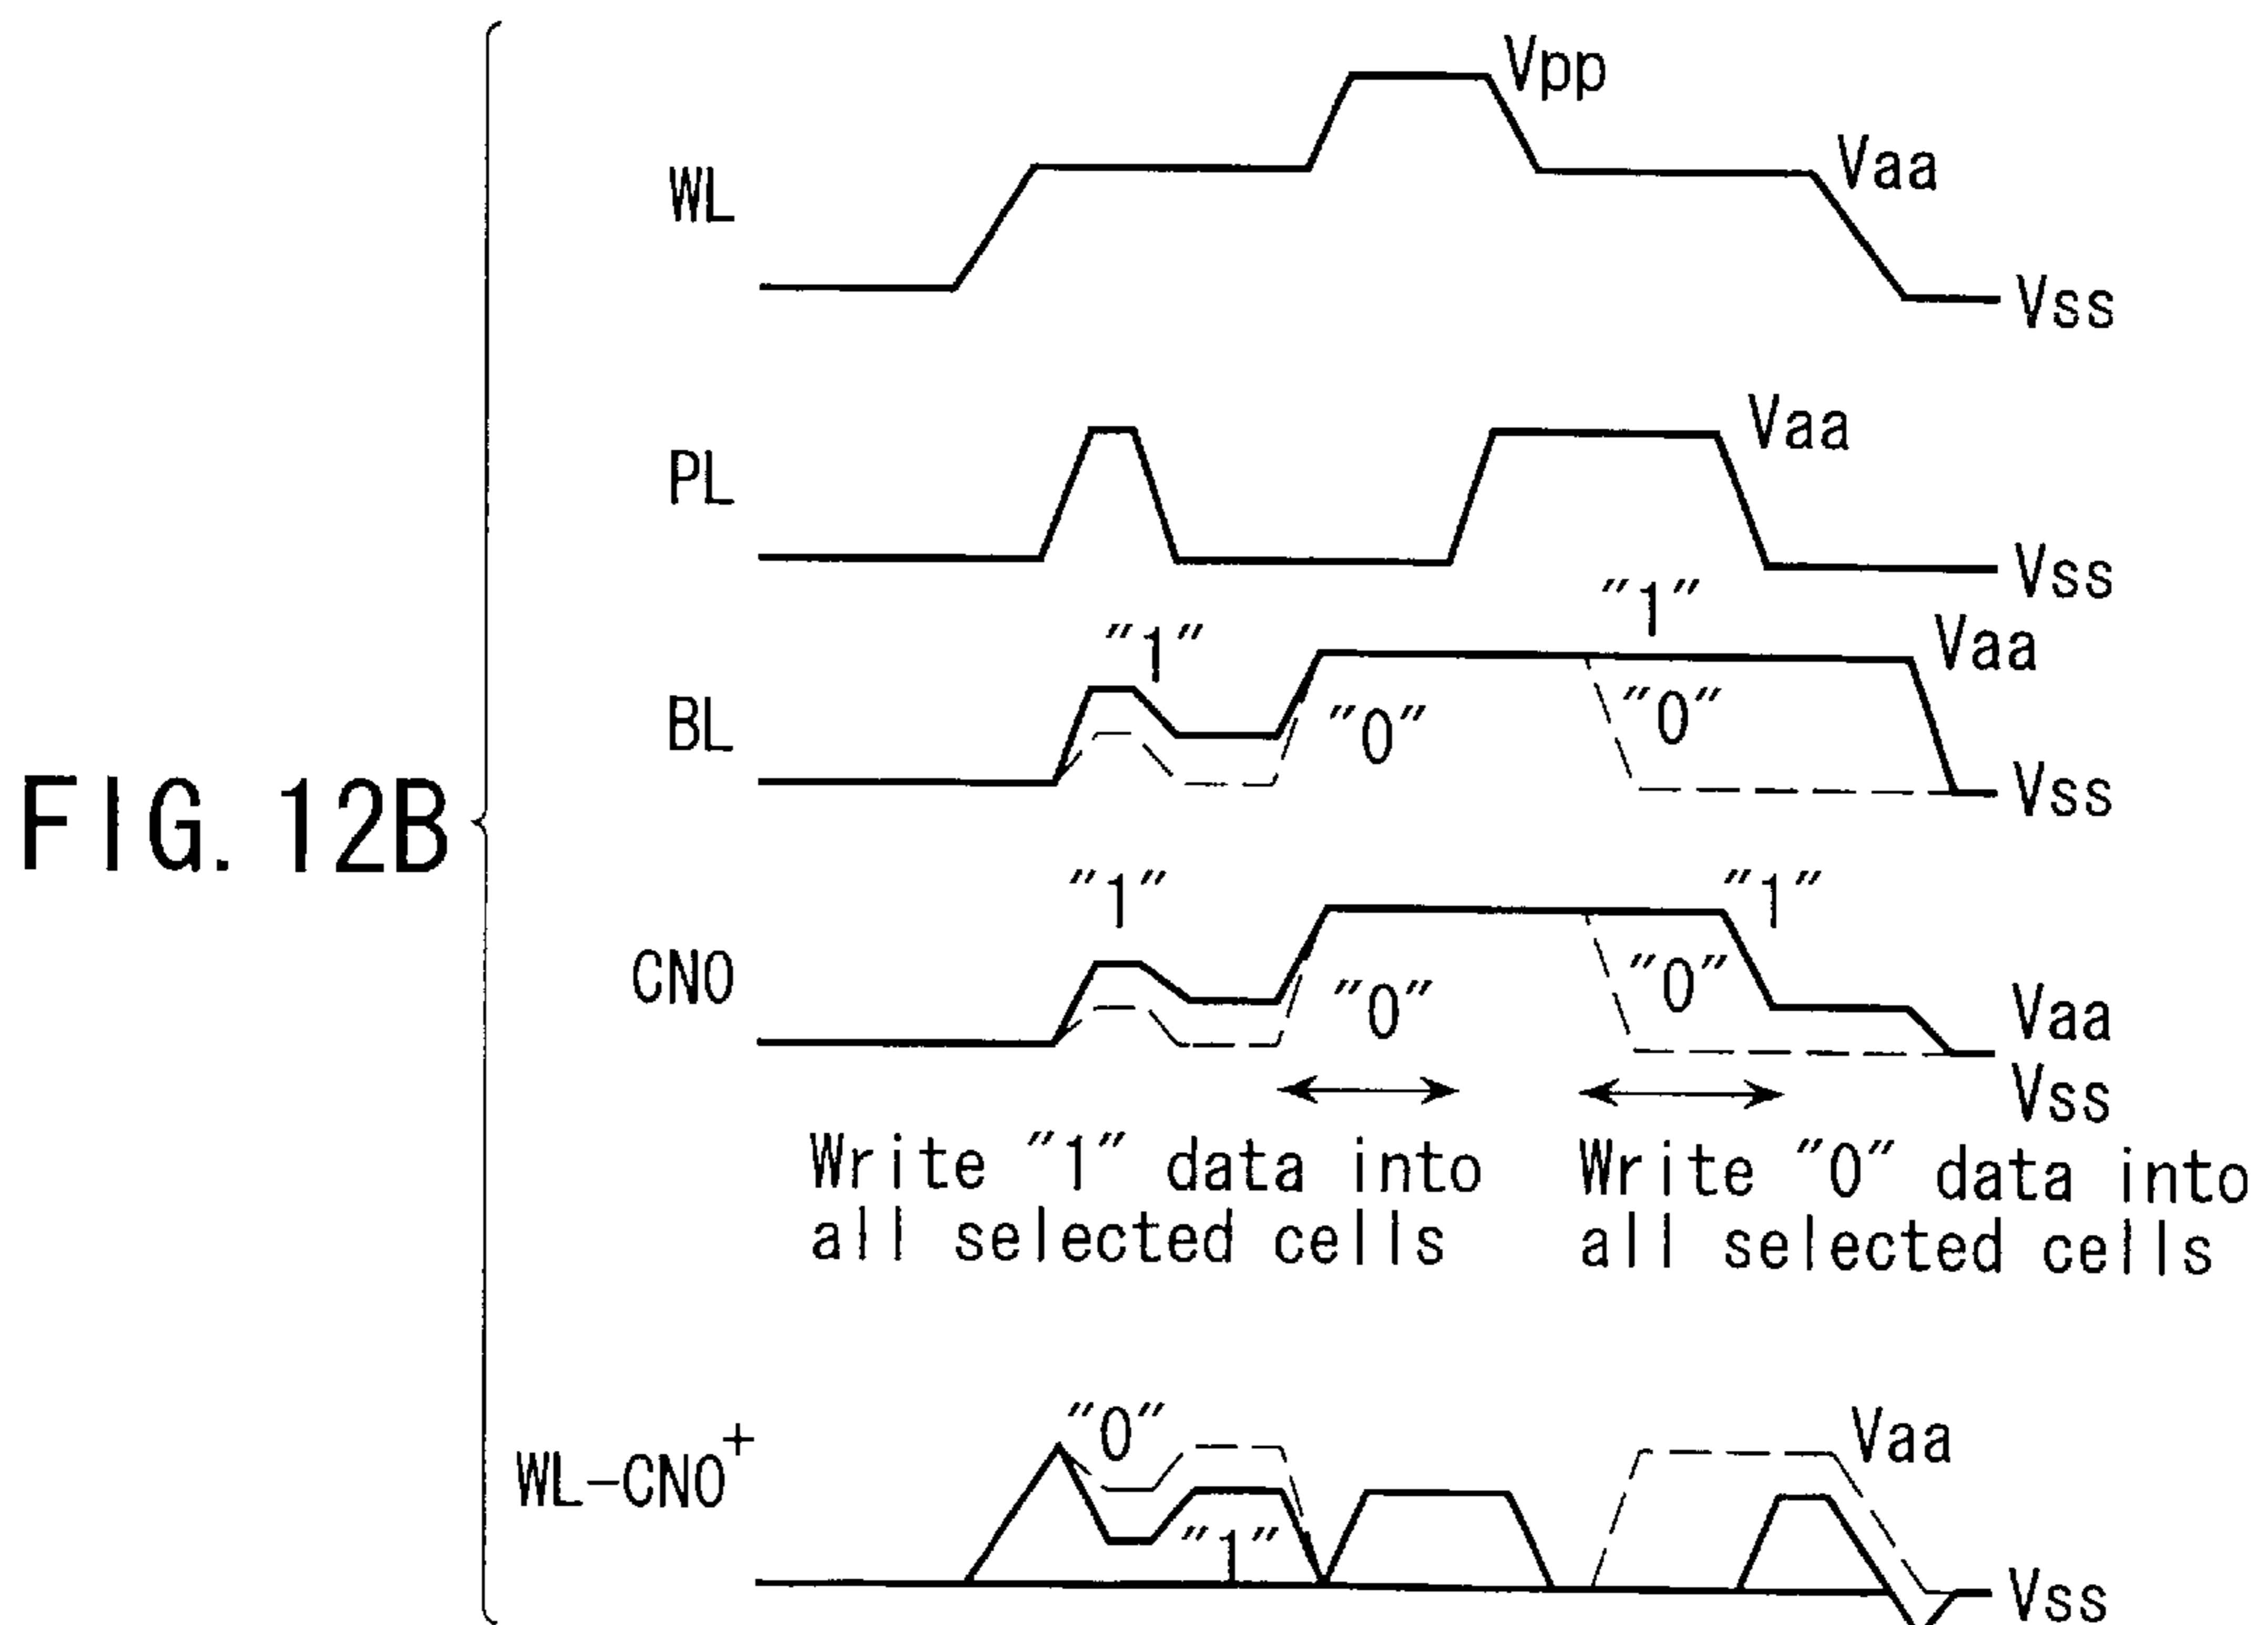 Vpp
Vaa
WL
Vss
Vaa
PL
Vss
"1"
"1"
Vaa
"0"
"0"
BL
Vss
FIG. 12B
"1"
"1"
"0"
"0"
CNO
Vaa
Vss
Write "1" data into
all selected cells
Write "0" data into
all selected cells
"0"
Vaa
WL-CNO+
"1"
Vss